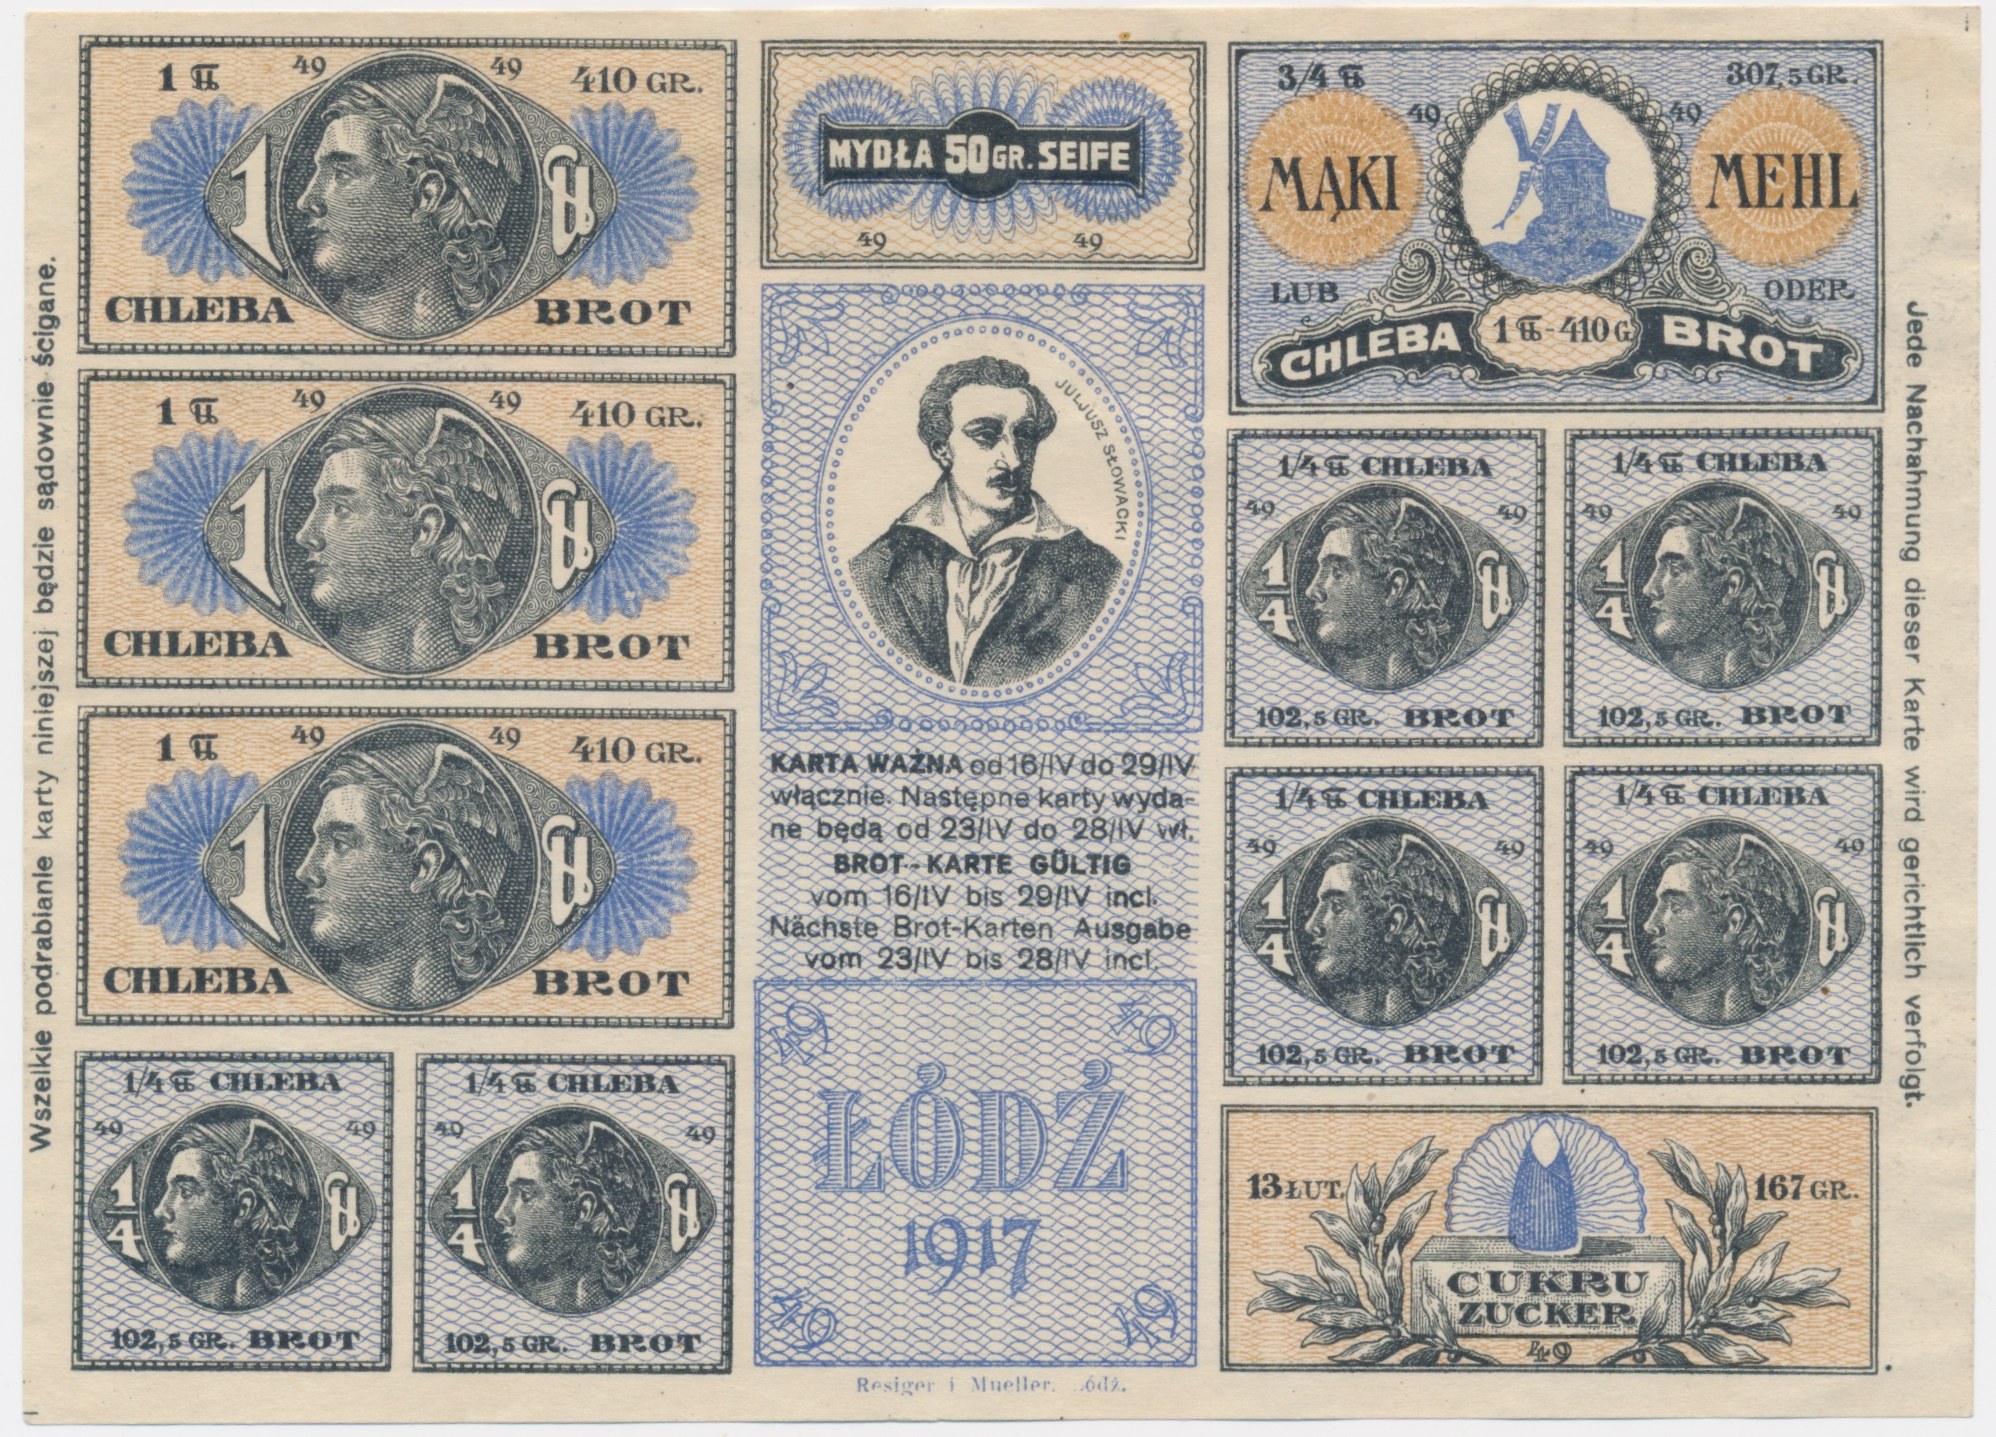 Wszelkie podrabianie karty niniejszej będzie sądownie ścigane.
1 ℔ 49 49 410 GR.
1 ℔
CHLEBA BROT
1 ℔ 49 49 410 GR.
1 ℔
CHLEBA BROT
1 ℔ 49 49 410 GR.
1 ℔
CHLEBA BROT
1/4 ℔ CHLEBA
49 49
1/4 ℔
102,5 GR. BROT
1/4 ℔ CHLEBA
49 49
1/4 ℔
102,5 GR. BROT
MYDŁA 50 GR. SEIFE
49 49
JULJUSZ SŁOWACKI
KARTA WAŻNA od 16/IV do 29/IV
włącznie. Następne karty wyda-
ne będą od 23/IV do 28/IV wł.
BROT-KARTE GÜLTIG
vom 16/IV bis 29/IV incl.
Nächste Brot-Karten Ausgabe
vom 23/IV bis 28/IV incl.
49 49
ŁÓDŹ
1917
49 49
Resiger i Mueller. Łódź.
3/4 ℔ 307,5 GR.
49 49
MĄKI MEHL
LUB ODER
CHLEBA 1 ℔ - 410 G BROT
1/4 ℔ CHLEBA
49 49
1/4 ℔
102,5 GR. BROT
1/4 ℔ CHLEBA
49 49
1/4 ℔
102,5 GR. BROT
1/4 ℔ CHLEBA
49 49
1/4 ℔
102,5 GR. BROT
1/4 ℔ CHLEBA
49 49
1/4 ℔
102,5 GR. BROT
13 ŁUT. 167 GR.
CUKRU
ZUCKER
49
Jede Nachahmung dieser Karte wird gerichtlich verfolgt.